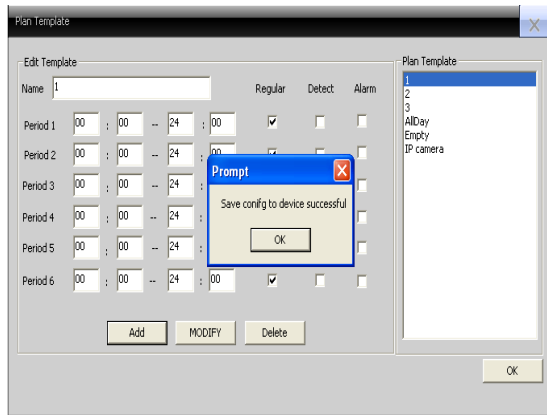 Plan Template X
Edit Template
Name 1 Regular Detect Alarm
Period 1 00 : 00 -- 24 : 00
Period 2 00 : 00 -- 24 : 00
Period 3 00 : 00 -- 24 :
Period 4 00 : 00 -- 24 :
Period 5 00 : 00 -- 24 :
Period 6 00 : 00 -- 24 : 00
Add MODIFY Delete
Prompt X
Save conifg to device successful
OK
Plan Template
1
2
3
AllDay
Empty
IP camera
OK